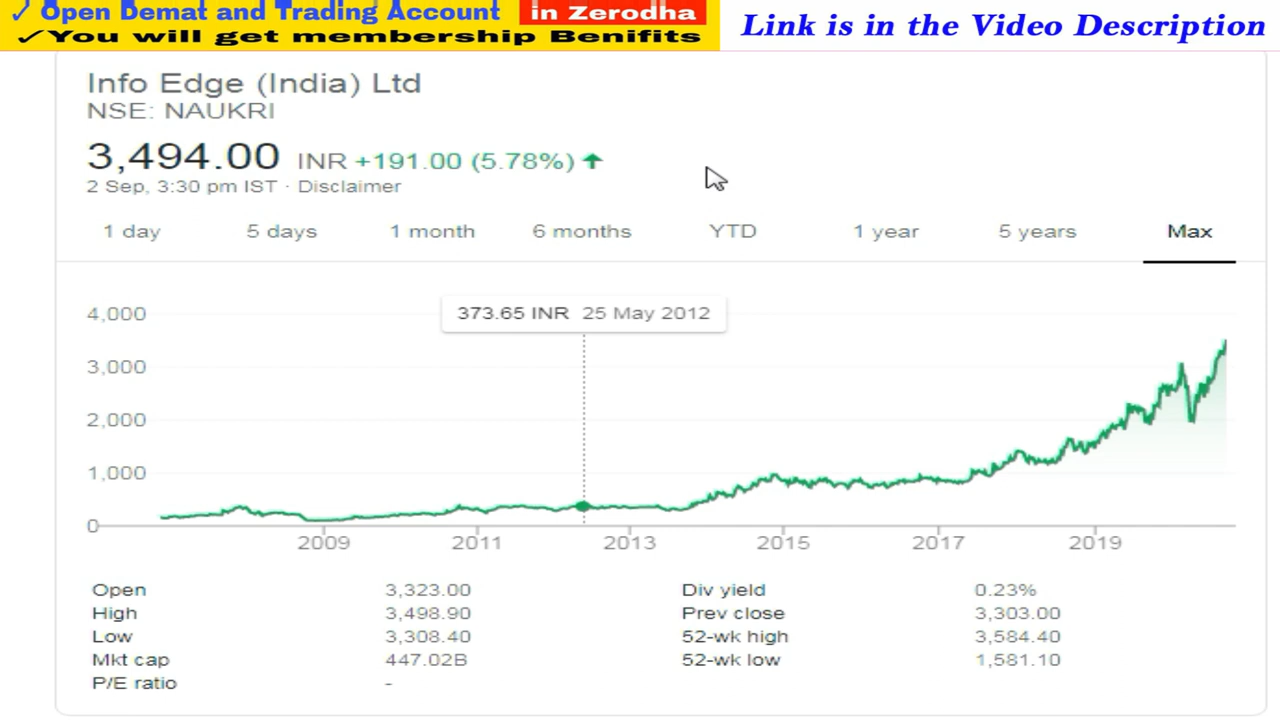 ✓ Open Demat and Trading Account in Zerodha
✓You will get membership Benifits
Link is in the Video Description
Info Edge (India) Ltd
NSE: NAUKRI
3,494.00 INR +191.00 (5.78%) ↑
2 Sep, 3:30 pm IST · Disclaimer
1 day 5 days 1 month 6 months YTD 1 year 5 years Max
373.65 INR 25 May 2012
4,000
3,000
2,000
1,000
0
2009 2011 2013 2015 2017 2019
Open 3,323.00 Div yield 0.23%
High 3,498.90 Prev close 3,303.00
Low 3,308.40 52-wk high 3,584.40
Mkt cap 447.02B 52-wk low 1,581.10
P/E ratio -